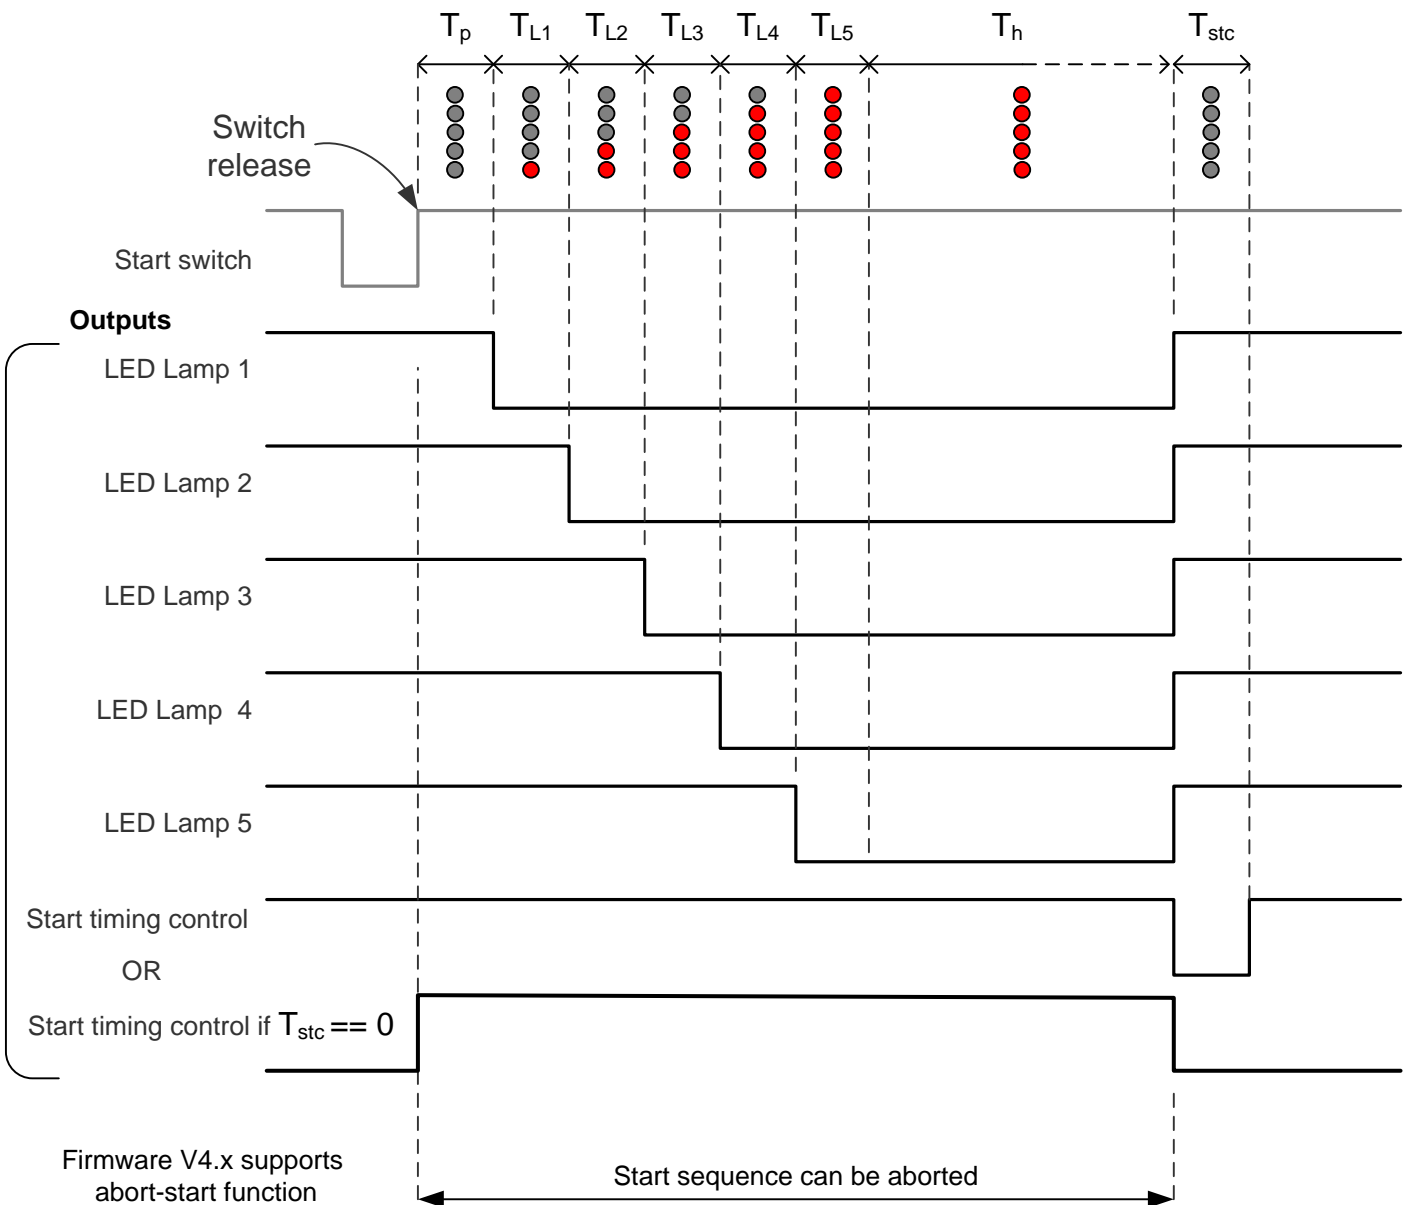 Tp TL1 TL2 TL3 TL4 TL5 Th Tstc
Switch
release
Start switch
Outputs
LED Lamp 1
LED Lamp 2
LED Lamp 3
LED Lamp 4
LED Lamp 5
Start timing control
OR
Start timing control if Tstc == 0
Firmware V4.x supports
abort-start function
Start sequence can be aborted